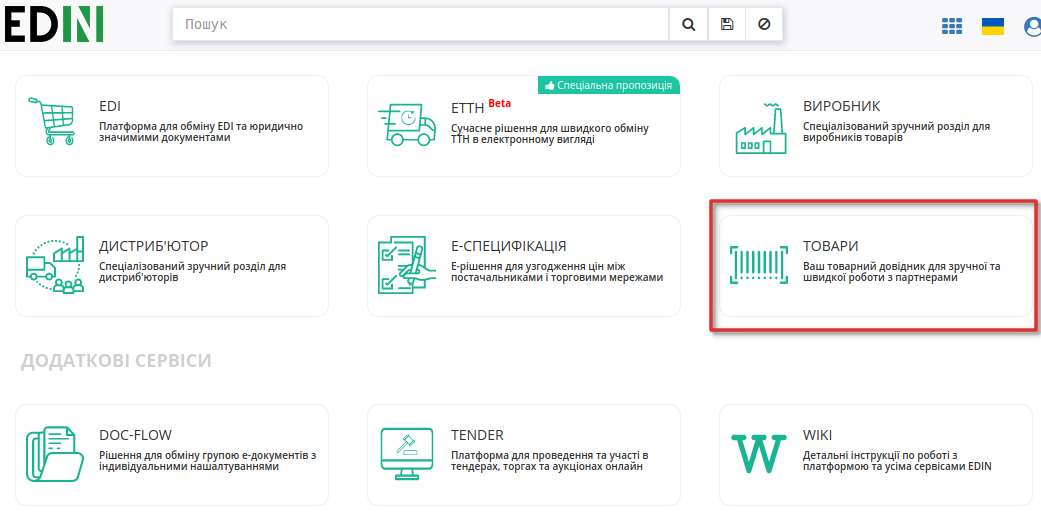 EDIN
Пошук
EDI
Платформа для обміну EDI та юридично
значимими документами
Спеціальна пропозиція
ЕТТН Beta
Сучасне рішення для швидкого обміну
ТТН в електронному вигляді
ВИРОБНИК
Спеціалізований зручний розділ для
виробників товарів
ДИСТРИБ'ЮТОР
Спеціалізований зручний розділ для
дистриб'юторів
Е-СПЕЦИФІКАЦІЯ
Е-рішення для узгодження цін між
постачальниками і торговими мережами
ТОВАРИ
Ваш товарний довідник для зручної та
швидкої роботи з партнерами
ДОДАТКОВІ СЕРВІСИ
DOC-FLOW
Рішення для обміну групою е-документів з
індивідуальними нашалтуваннями
TENDER
Платформа для проведення та участі в
тендерах, торгах та аукціонах онлайн
W
WIKI
Детальні інструкції по роботі з
платформою та усіма сервісами EDIN